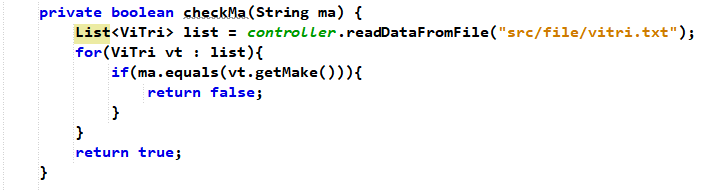 private boolean checkMa(String ma) {
List<ViTri> list = controller.readDataFromFile("src/file/vitri.txt");
for(ViTri vt : list){
if(ma.equals(vt.getMake())){
return false;
}
}
return true;
}